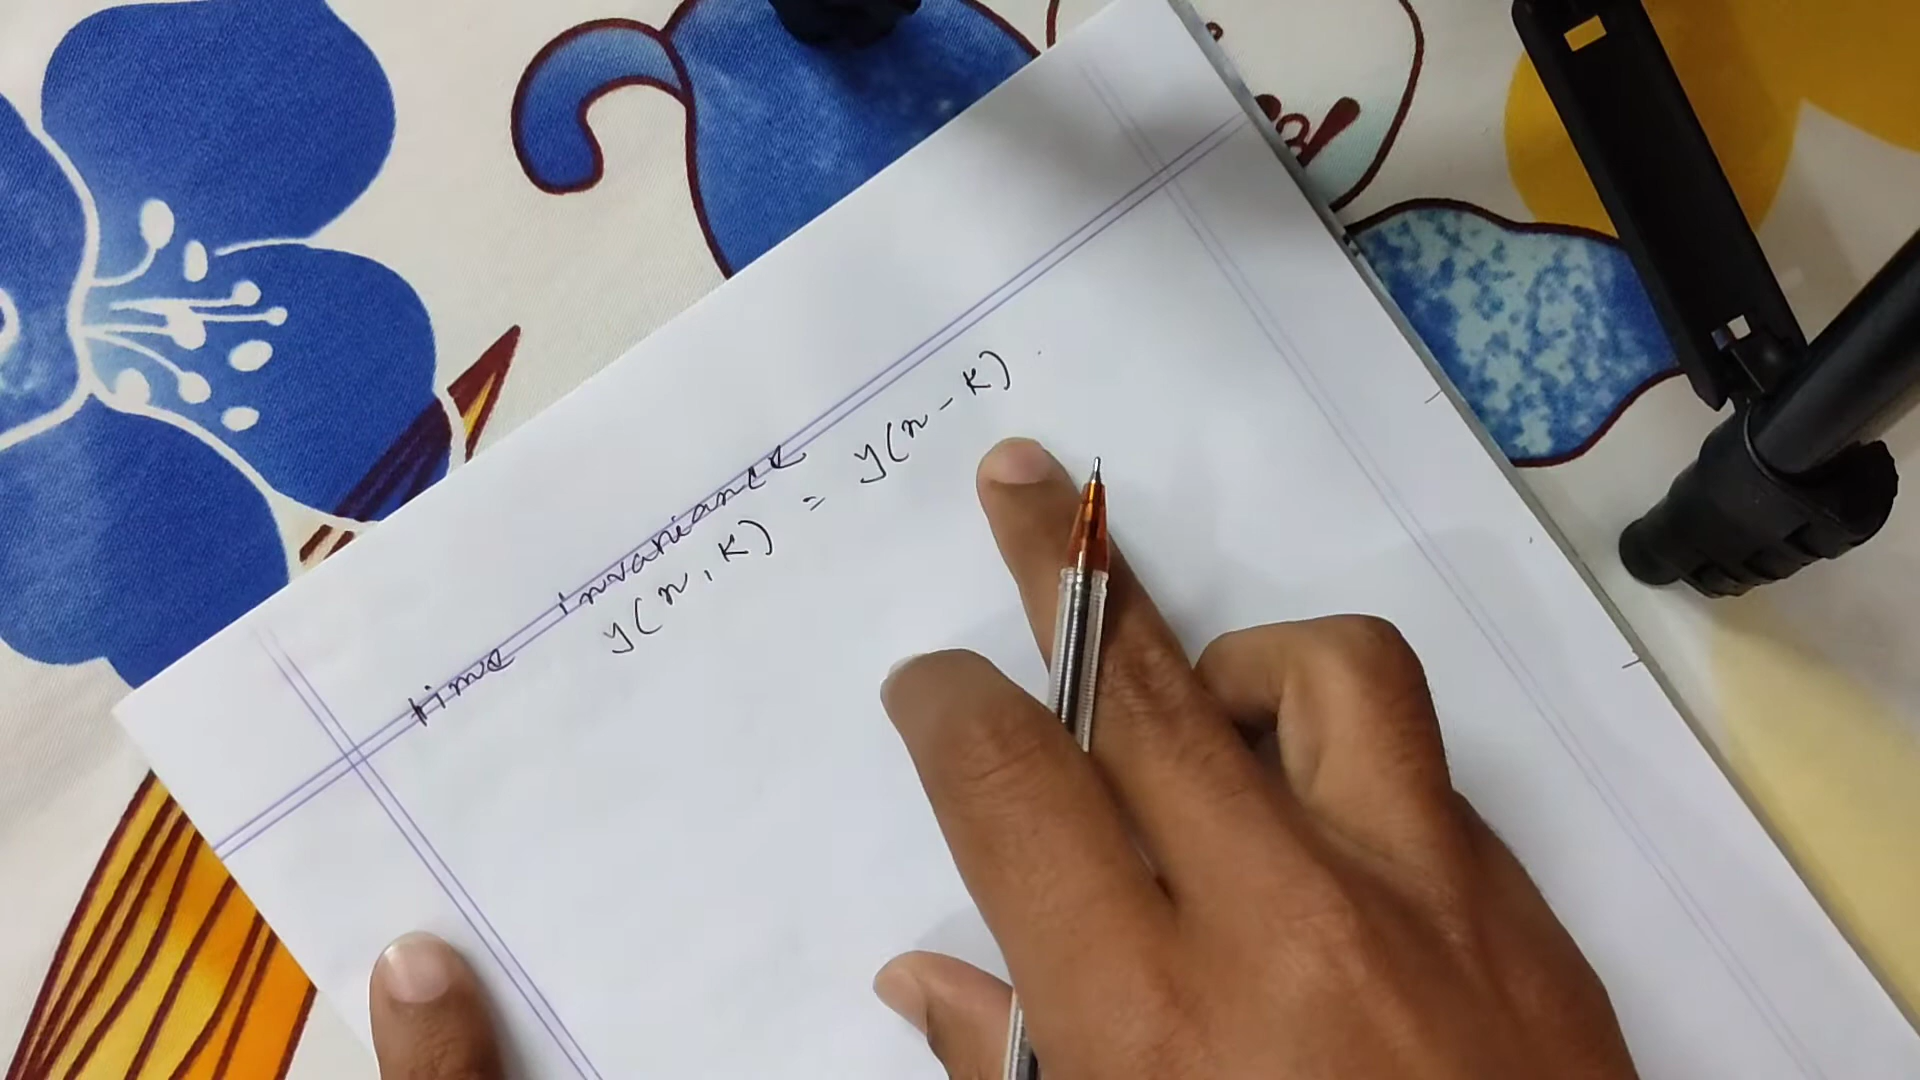 time invariance
y(n, k) = y(n - k)